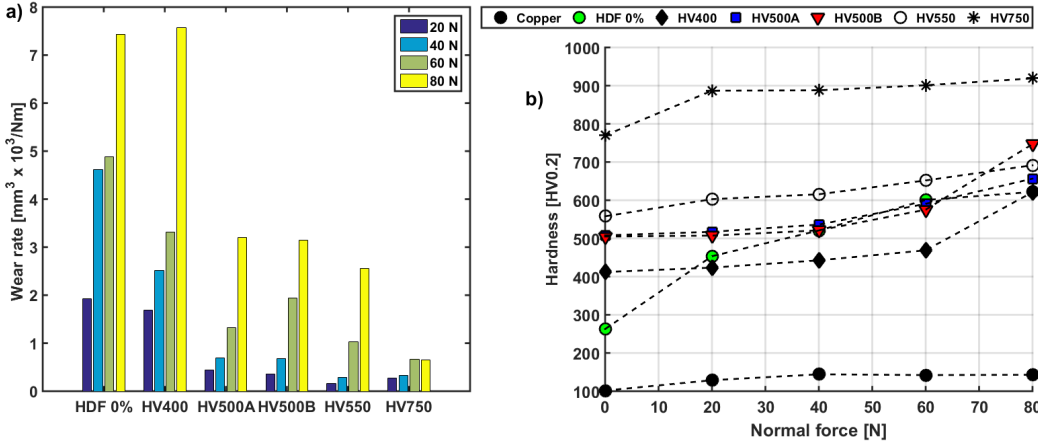 a)
8
7
6
5
4
3
2
1
0
Wear rate [mm³ x 10³/Nm]
20 N
40 N
60 N
80 N
HDF 0% HV400 HV500A HV500B HV550 HV750
Copper HDF 0% HV400 HV500A HV500B HV550 HV750
b)
1000
900
800
700
600
500
400
300
200
100
Hardness [HV0.2]
0 10 20 30 40 50 60 70 80
Normal force [N]